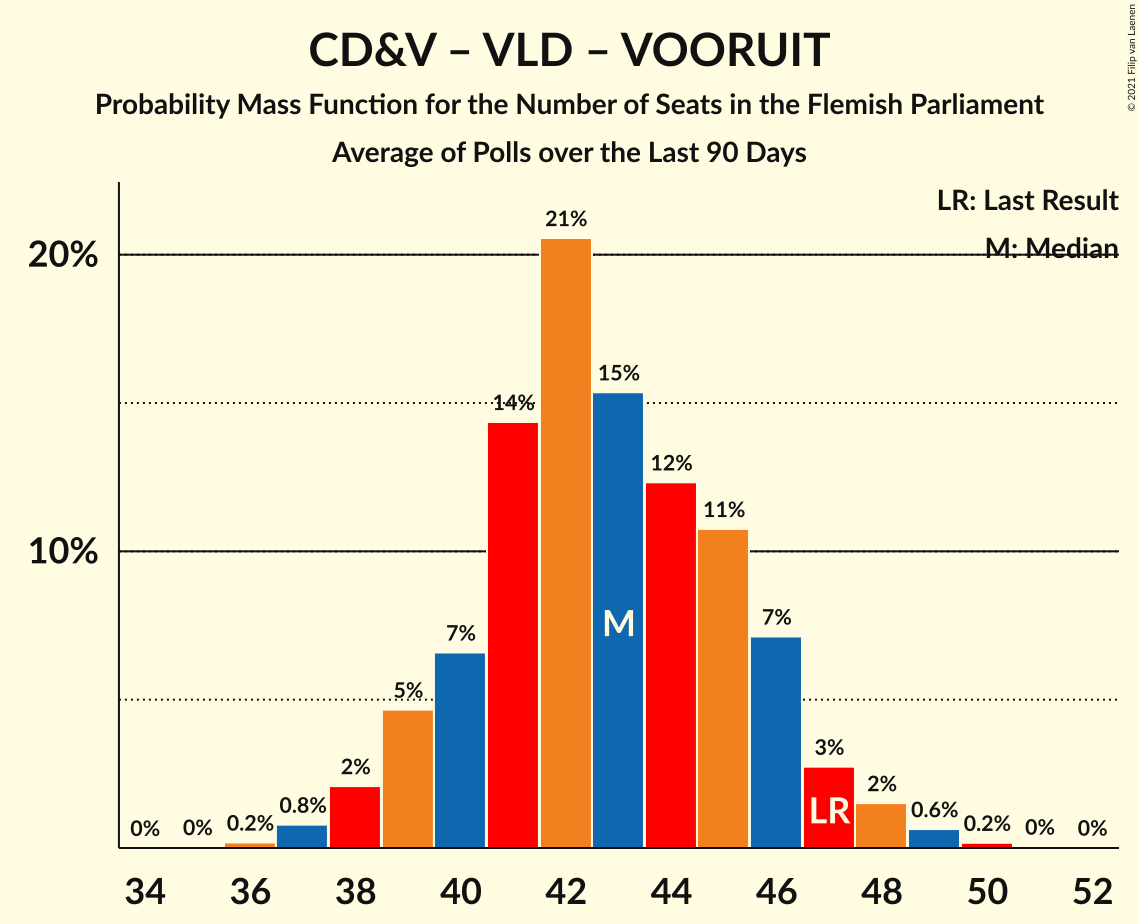 CD&V – VLD – VOORUIT
Probability Mass Function for the Number of Seats in the Flemish Parliament
Average of Polls over the Last 90 Days
© 2021 Filip van Laenen
LR: Last Result
M: Median
20%
10%
0%
0%
0.2%
0.8%
2%
5%
7%
14%
21%
15%
12%
11%
7%
3%
2%
0.6%
0.2%
0%
0%
M
LR
34 36 38 40 42 44 46 48 50 52